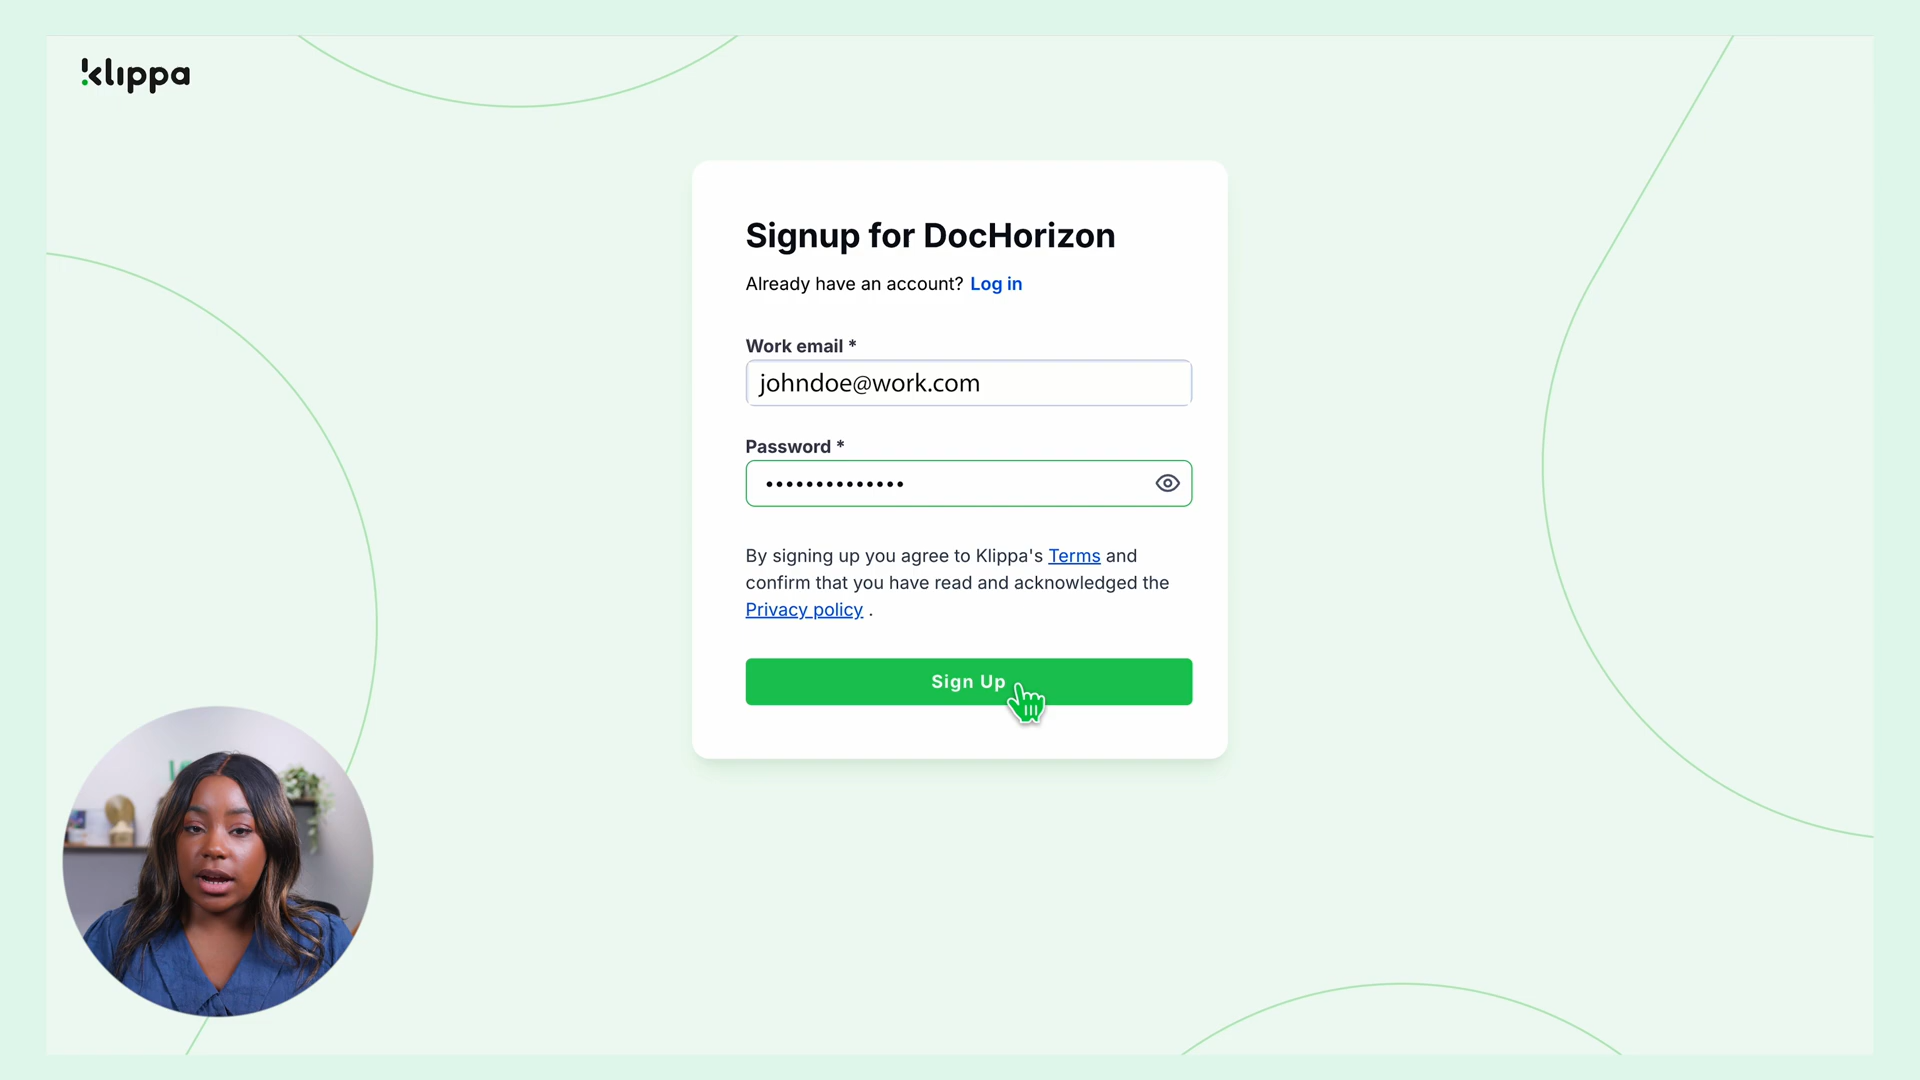 klippa
Signup for DocHorizon
Already have an account? Log in
Work email *
johndoe@work.com
Password *
••••••••••••••
By signing up you agree to Klippa's Terms and
confirm that you have read and acknowledged the
Privacy policy .
Sign Up